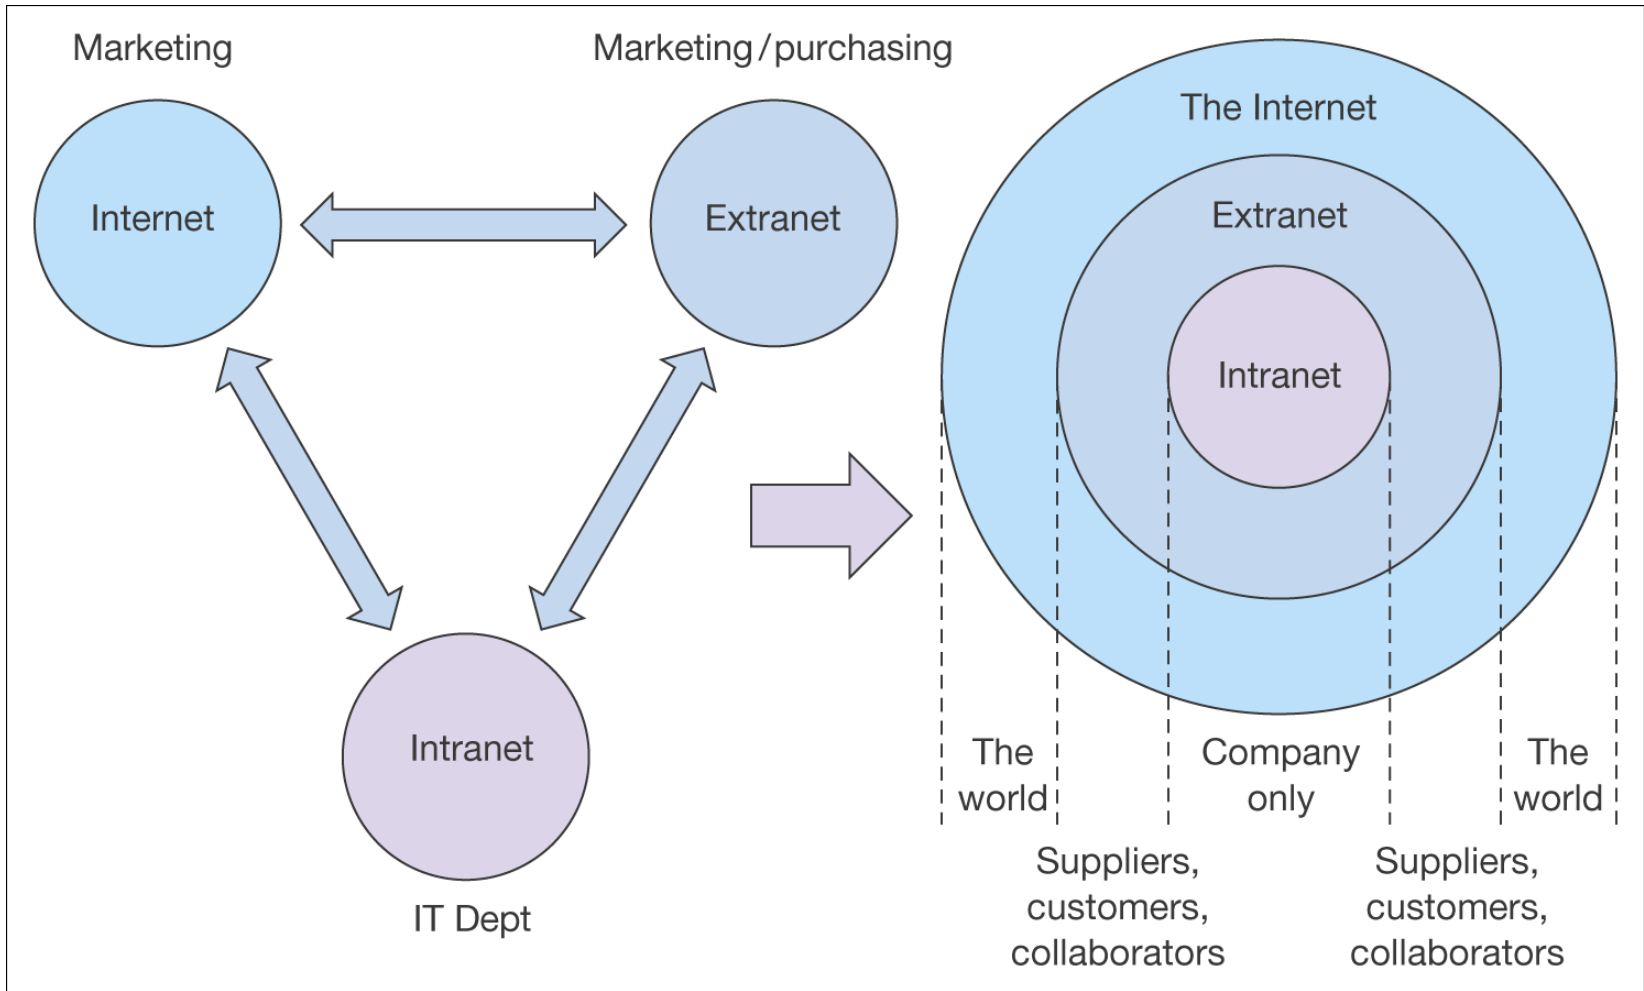 Marketing
Marketing/purchasing
Internet
Extranet
Intranet
IT Dept
The Internet
Extranet
Intranet
The
world
Company
only
The
world
Suppliers,
customers,
collaborators
Suppliers,
customers,
collaborators